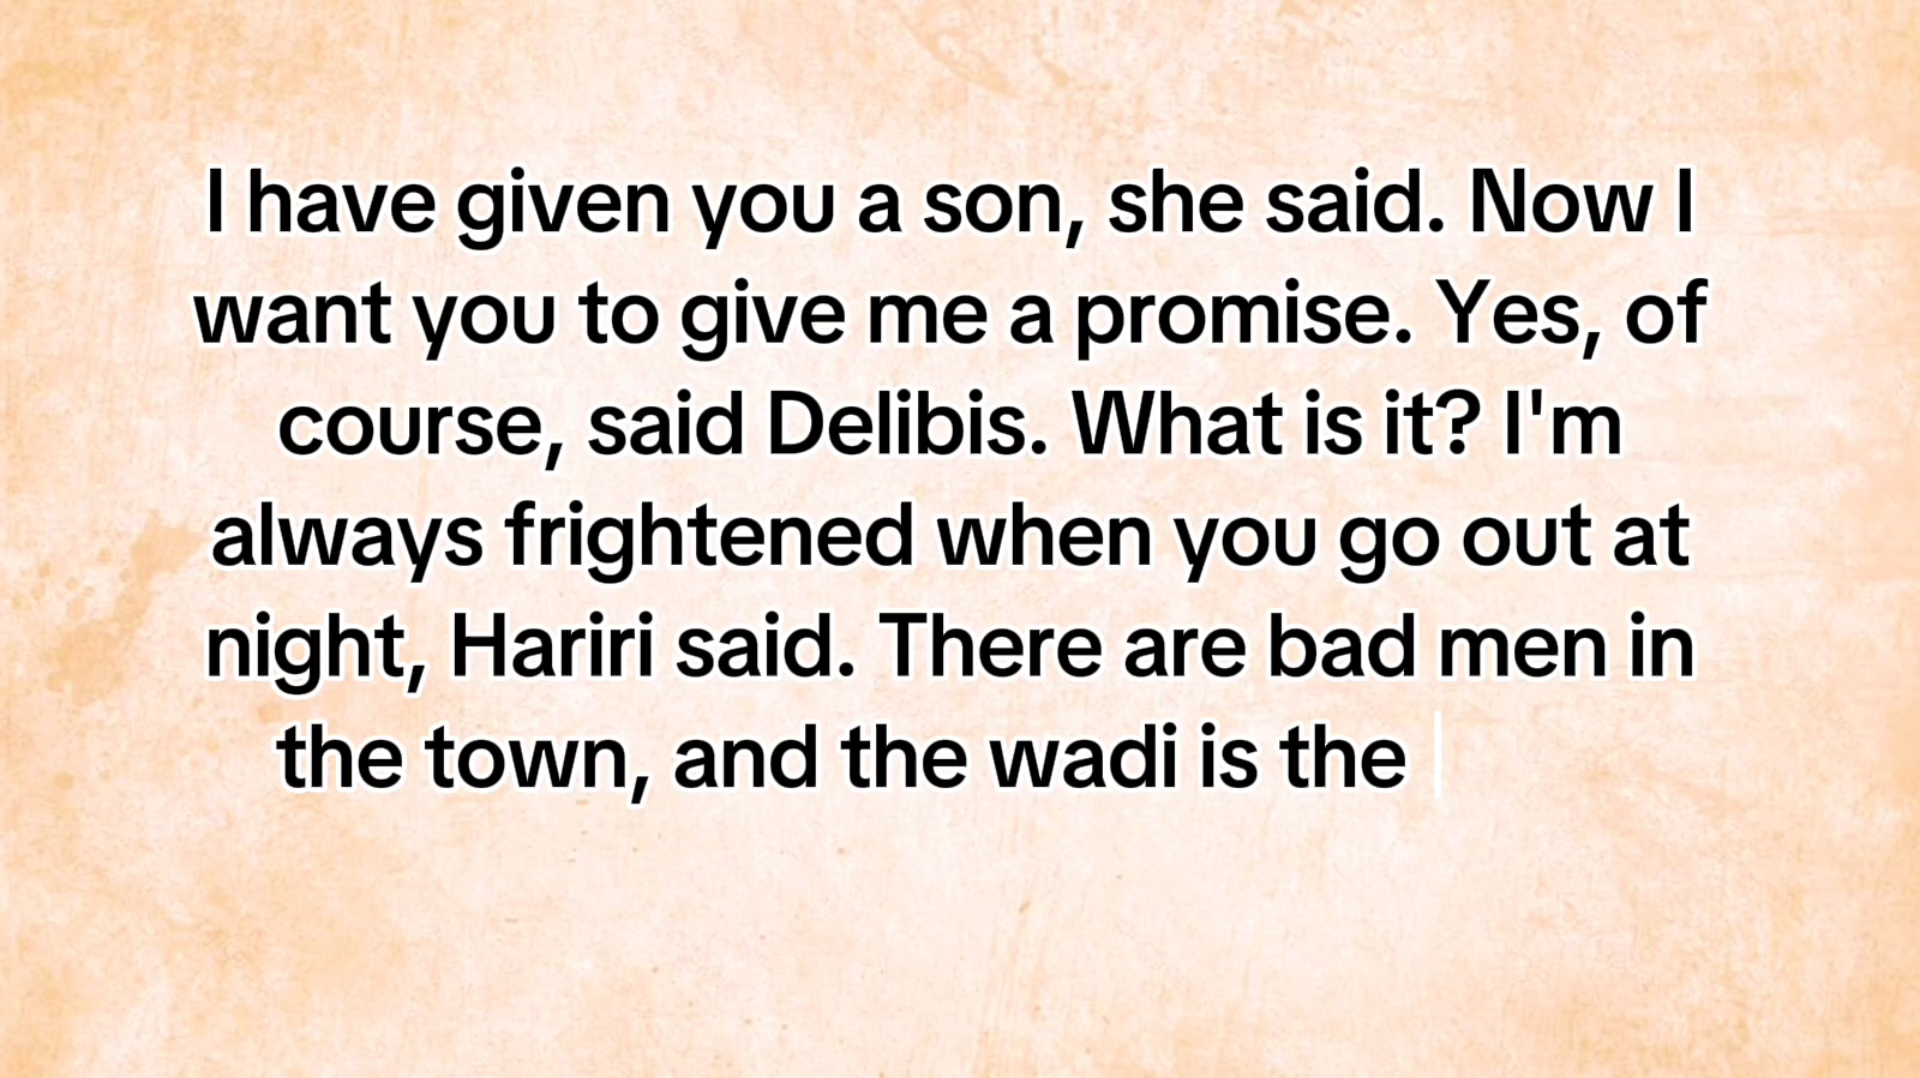 I have given you a son, she said. Now I
want you to give me a promise. Yes, of
course, said Delibis. What is it? I'm
always frightened when you go out at
night, Hariri said. There are bad men in
the town, and the wadi is the